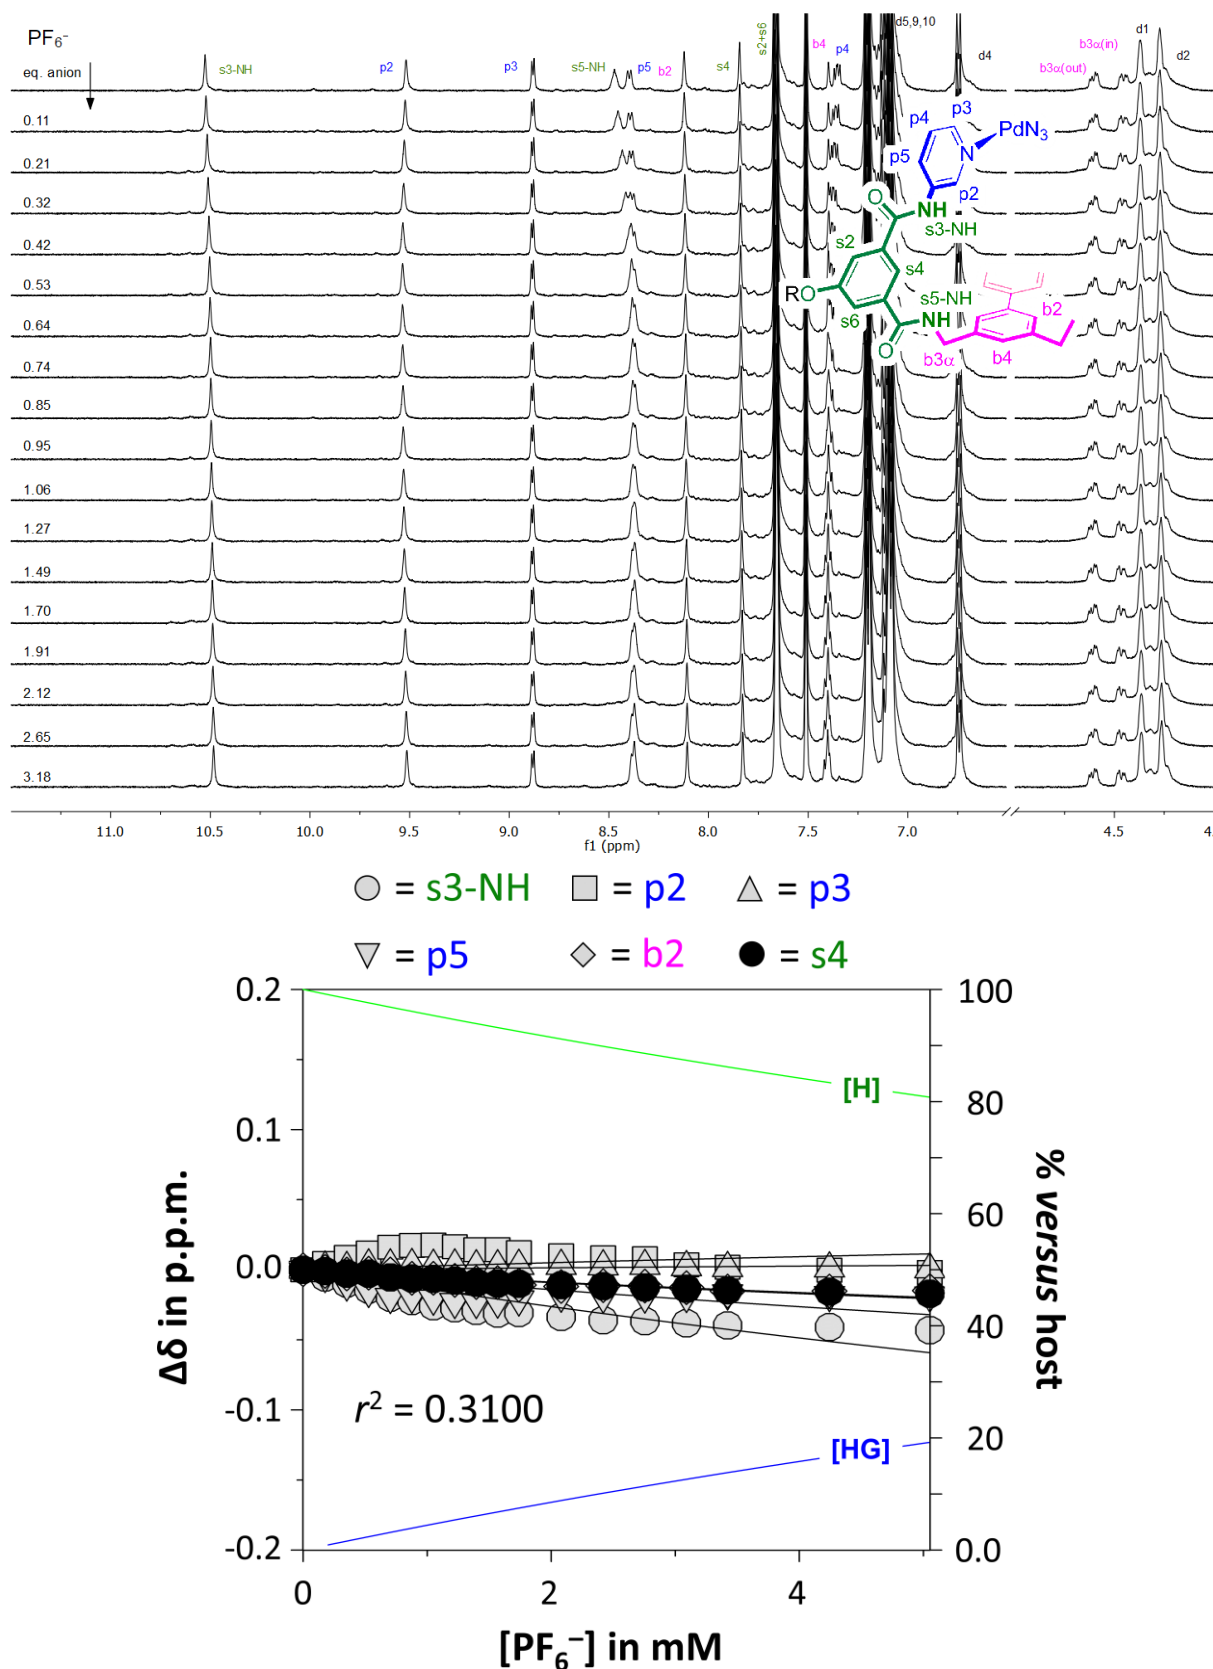 PF₆⁻
eq. anion
s3-NH p2 p3 s5-NH p5 b2 s4 s2+s6 b4 p4 d5,9,10 d4 b3α(out) b3α(in) d1 d2
0.11
0.21
0.32
0.42
0.53
0.64
0.74
0.85
0.95
1.06
1.27
1.49
1.70
1.91
2.12
2.65
3.18
p4 p3 PdN₃
p5 N
p2
O NH
s3-NH
s2
s4
RO s5-NH b2
s6 NH
O b3α b4
11.0 10.5 10.0 9.5 9.0 8.5 8.0 7.5 7.0 4.5 4.
f1 (ppm)
= s3-NH = p2 = p3
= p5 = b2 = s4
0.2 100
[H]
0.1 80
60
0.0
40
-0.1
r² = 0.3100
[HG] 20
-0.2 0.0
0 2 4
Δδ in p.p.m.
% versus host
[PF₆⁻] in mM